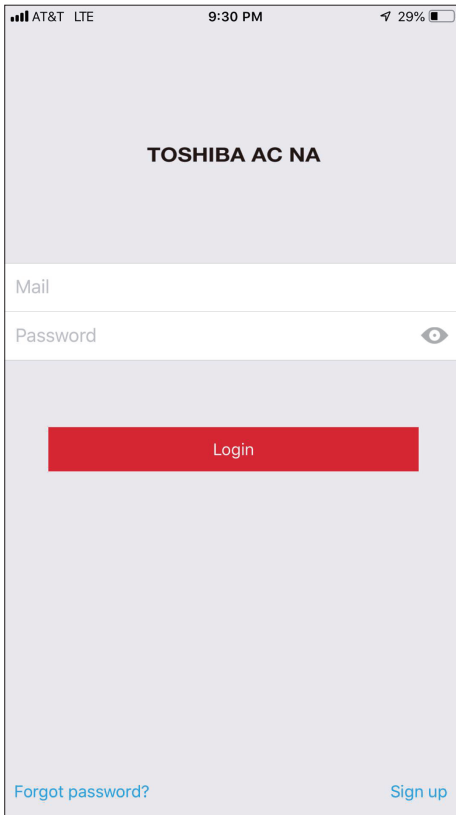 AT&T LTE 9:30 PM 29%
TOSHIBA AC NA
Mail
Password
Login
Forgot password? Sign up